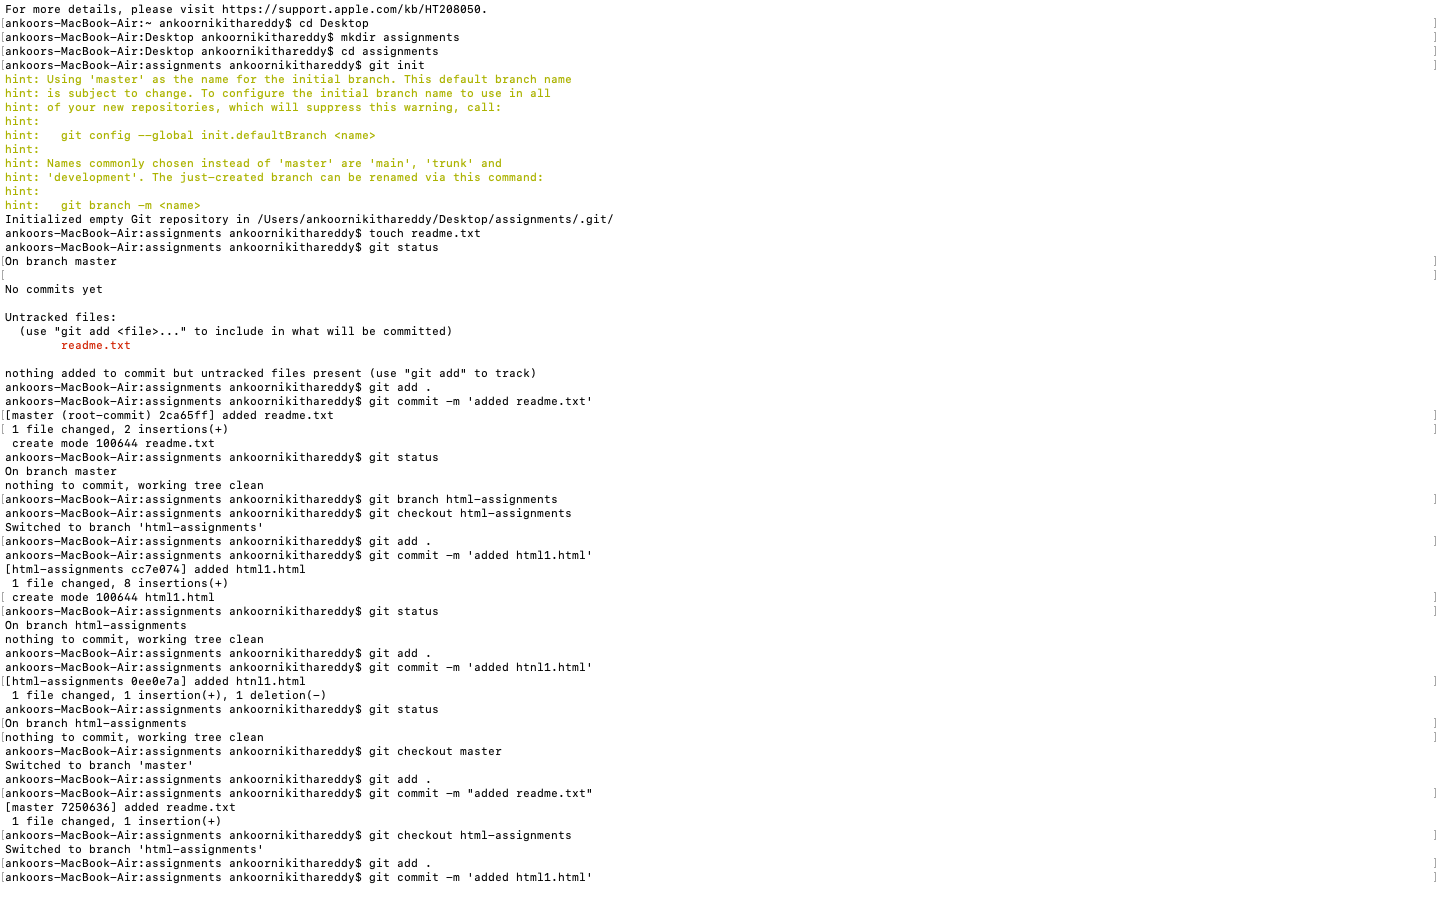 For more details, please visit https://support.apple.com/kb/HT208050.
[ankoors-MacBook-Air:~ ankoornikithareddy$ cd Desktop ]
[ankoors-MacBook-Air:Desktop ankoornikithareddy$ mkdir assignments ]
[ankoors-MacBook-Air:Desktop ankoornikithareddy$ cd assignments ]
[ankoors-MacBook-Air:assignments ankoornikithareddy$ git init ]
hint: Using 'master' as the name for the initial branch. This default branch name
hint: is subject to change. To configure the initial branch name to use in all
hint: of your new repositories, which will suppress this warning, call:
hint:
hint:   git config --global init.defaultBranch <name>
hint:
hint: Names commonly chosen instead of 'master' are 'main', 'trunk' and
hint: 'development'. The just-created branch can be renamed via this command:
hint:
hint:   git branch -m <name>
Initialized empty Git repository in /Users/ankoornikithareddy/Desktop/assignments/.git/
ankoors-MacBook-Air:assignments ankoornikithareddy$ touch readme.txt
ankoors-MacBook-Air:assignments ankoornikithareddy$ git status
[On branch master ]
[ ]
No commits yet
Untracked files:
  (use "git add <file>..." to include in what will be committed)
        readme.txt
nothing added to commit but untracked files present (use "git add" to track)
ankoors-MacBook-Air:assignments ankoornikithareddy$ git add .
ankoors-MacBook-Air:assignments ankoornikithareddy$ git commit -m 'added readme.txt'
[[master (root-commit) 2ca65ff] added readme.txt ]
[ 1 file changed, 2 insertions(+) ]
 create mode 100644 readme.txt
ankoors-MacBook-Air:assignments ankoornikithareddy$ git status
On branch master
nothing to commit, working tree clean
[ankoors-MacBook-Air:assignments ankoornikithareddy$ git branch html-assignments ]
ankoors-MacBook-Air:assignments ankoornikithareddy$ git checkout html-assignments
Switched to branch 'html-assignments'
[ankoors-MacBook-Air:assignments ankoornikithareddy$ git add . ]
ankoors-MacBook-Air:assignments ankoornikithareddy$ git commit -m 'added html1.html'
[html-assignments cc7e074] added html1.html
 1 file changed, 8 insertions(+)
[ create mode 100644 html1.html ]
[ankoors-MacBook-Air:assignments ankoornikithareddy$ git status ]
On branch html-assignments
nothing to commit, working tree clean
ankoors-MacBook-Air:assignments ankoornikithareddy$ git add .
ankoors-MacBook-Air:assignments ankoornikithareddy$ git commit -m 'added htnl1.html'
[[html-assignments 0ee0e7a] added htnl1.html ]
 1 file changed, 1 insertion(+), 1 deletion(-)
ankoors-MacBook-Air:assignments ankoornikithareddy$ git status
[On branch html-assignments ]
[nothing to commit, working tree clean ]
ankoors-MacBook-Air:assignments ankoornikithareddy$ git checkout master
Switched to branch 'master'
ankoors-MacBook-Air:assignments ankoornikithareddy$ git add .
[ankoors-MacBook-Air:assignments ankoornikithareddy$ git commit -m "added readme.txt" ]
[master 7250636] added readme.txt
 1 file changed, 1 insertion(+)
[ankoors-MacBook-Air:assignments ankoornikithareddy$ git checkout html-assignments ]
Switched to branch 'html-assignments'
[ankoors-MacBook-Air:assignments ankoornikithareddy$ git add . ]
[ankoors-MacBook-Air:assignments ankoornikithareddy$ git commit -m 'added html1.html' ]